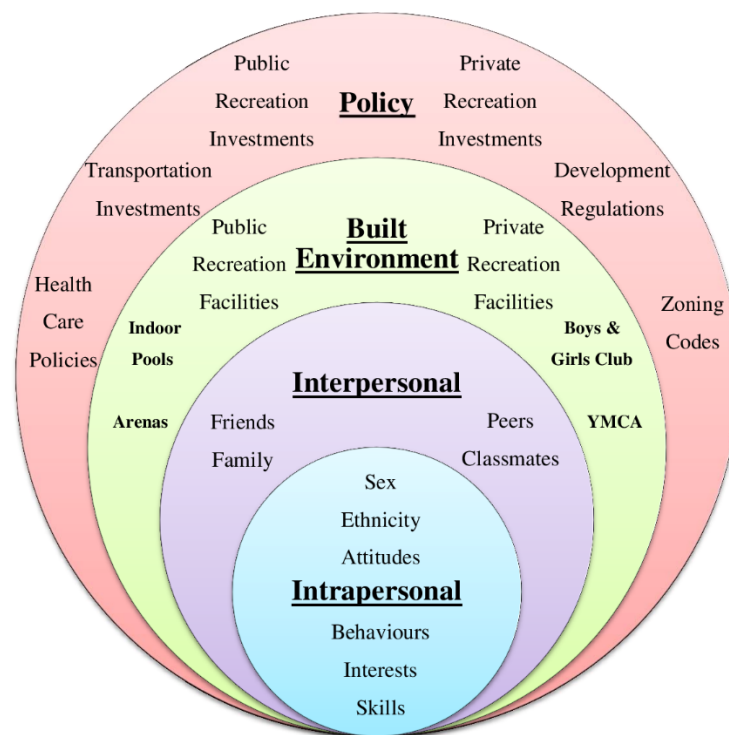 Public
Recreation
Investments
Policy
Private
Recreation
Investments
Transportation
Investments
Development
Regulations
Health
Care
Policies
Zoning
Codes
Public
Recreation
Facilities
Built
Environment
Private
Recreation
Facilities
Indoor
Pools
Boys &
Girls Club
Arenas
YMCA
Interpersonal
Friends
Family
Peers
Classmates
Sex
Ethnicity
Attitudes
Intrapersonal
Behaviours
Interests
Skills